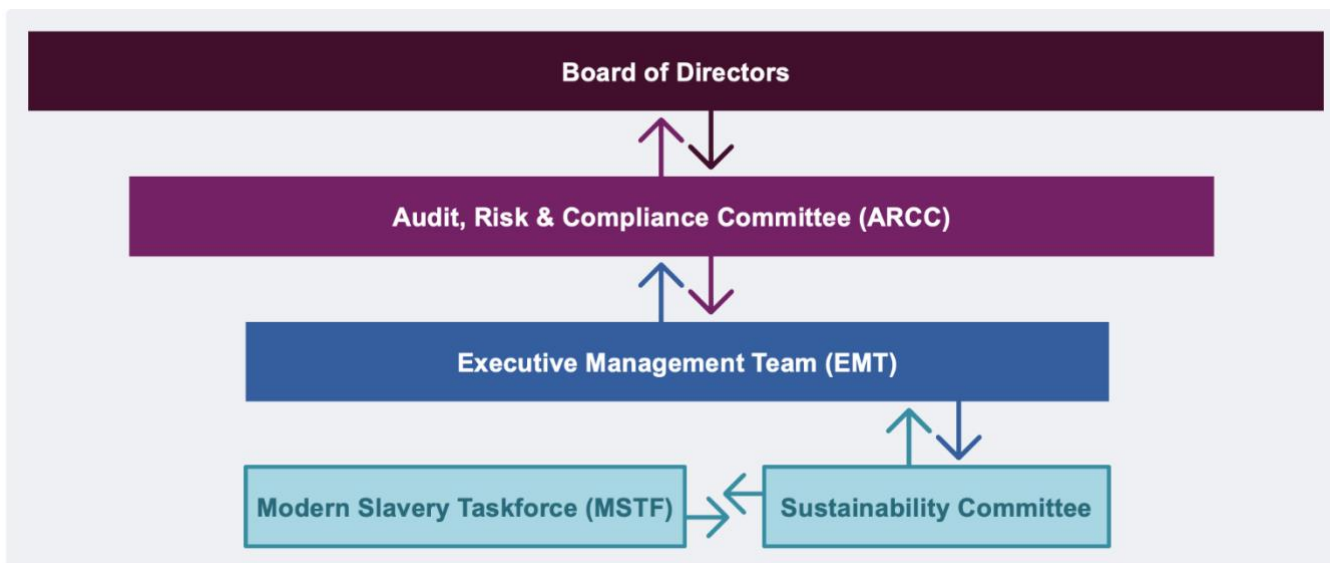 Board of Directors
Audit, Risk & Compliance Committee (ARCC)
Executive Management Team (EMT)
Modern Slavery Taskforce (MSTF)
Sustainability Committee